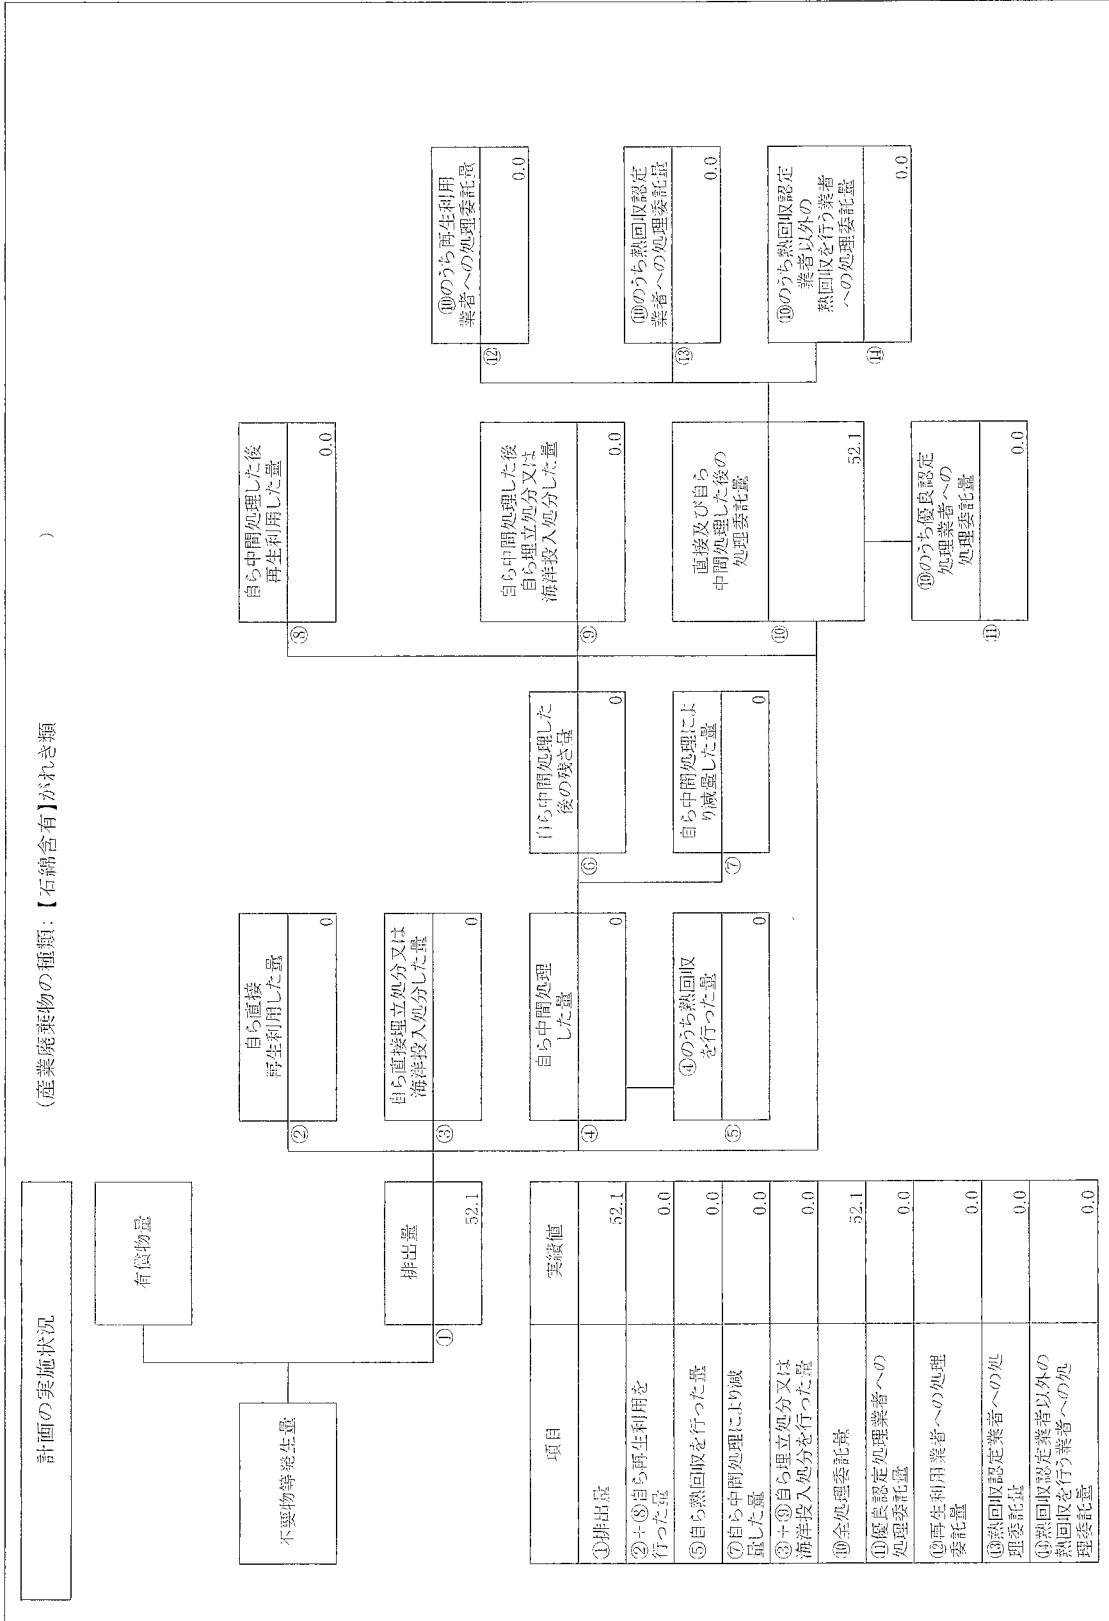 計画の実施状況
(産業廃棄物の種類:【石綿含有】がれき類 )
不要物等発生量
有償物量
①
排出量
52.1
②
自ら直接
再生利用した量
0
③
自ら直接埋立処分又は
海洋投入処分した量
0
④
自ら中間処理
した量
0
⑤
④のうち熱回収
を行った量
0
⑥
自ら中間処理した
後の残さ量
0
⑦
自ら中間処理によ
り減量した量
0
⑧
自ら中間処理した後
再生利用した量
0.0
⑨
自ら中間処理した後
自ら埋立処分又は
海洋投入処分した量
0.0
⑩
直接及び自ら
中間処理した後の
処理委託量
52.1
⑪
⑩のうち優良認定
処理業者への
処理委託量
0.0
⑫
⑩のうち再生利用
業者への処理委託量
0.0
⑬
⑩のうち熱回収認定
業者への処理委託量
0.0
⑭
⑩のうち熱回収認定
業者以外の
熱回収を行う業者
への処理委託量
0.0
項目 実績値
①排出量 52.1
②+⑧自ら再生利用を
行った量 0.0
⑤自ら熱回収を行った量 0.0
⑦自ら中間処理により減
量した量 0.0
③+⑨自ら埋立処分又は
海洋投入処分を行った量 0.0
⑩全処理委託量 52.1
⑪優良認定処理業者への
処理委託量 0.0
⑫再生利用業者への処理
委託量 0.0
⑬熱回収認定業者への処
理委託量 0.0
⑭熱回収認定業者以外の
熱回収を行う業者への処
理委託量 0.0